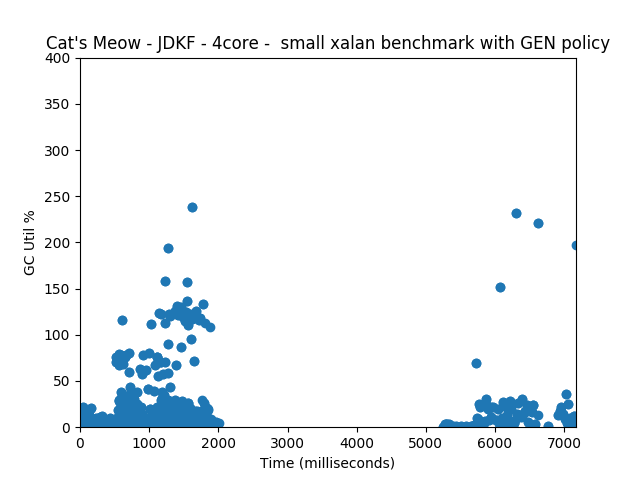 Cat's Meow - JDKF - 4core -  small xalan benchmark with GEN policy
400
350
300
250
200
150
100
50
0
GC Util %
0 1000 2000 3000 4000 5000 6000 7000
Time (milliseconds)